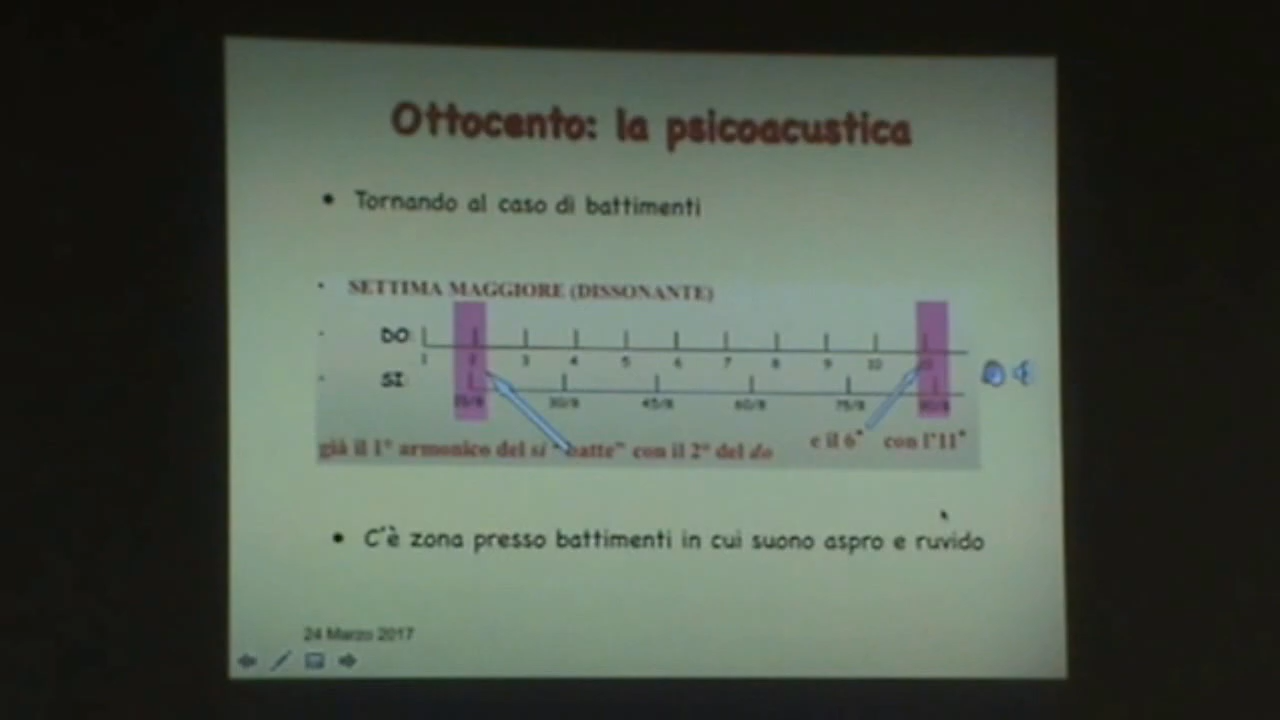 Ottocento: la psicoacustica
• Tornando al caso di battimenti
• SETTIMA MAGGIORE (DISSONANTE)
DO
1 2 3 4 5 6 7 8 9 10
SI
15/8 30/8 45/8 60/8 75/8 90/8
già il 1° armonico del si "batte" con il 2° del do
e il 6° con l'11°
• C'è zona presso battimenti in cui suono aspro e ruvido
24 Marzo 2017